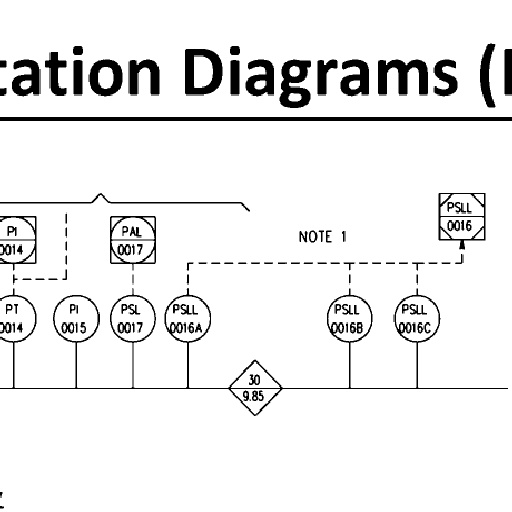 tation Diagrams (
PSLL
0016
PI
0014
PAL
0017
NOTE 1
PT
0014
PI
0015
PSL
0017
PSLL
0016A
PSLL
0016B
PSLL
0016C
30
9.85